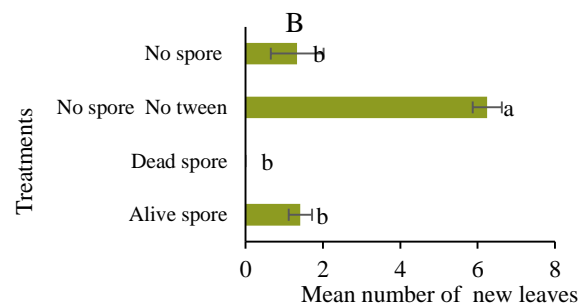 B
Treatments
No spore
b
No spore No tween
a
Dead spore
b
Alive spore
b
0 2 4 6 8
Mean number of new leaves